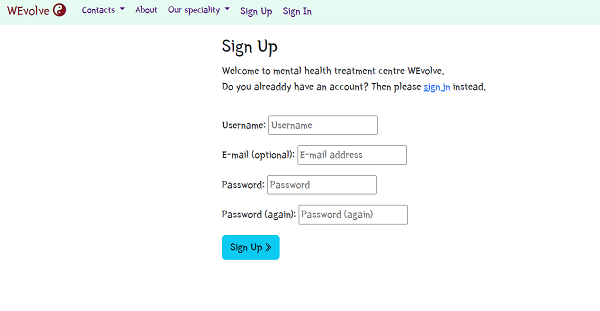 WEvolve Contacts About Our speciality Sign Up Sign In
Sign Up
Welcome to mental health treatment centre WEvolve.
Do you alreaddy have an account? Then please sign in instead.
Username: Username
E-mail (optional): E-mail address
Password: Password
Password (again): Password (again)
Sign Up »